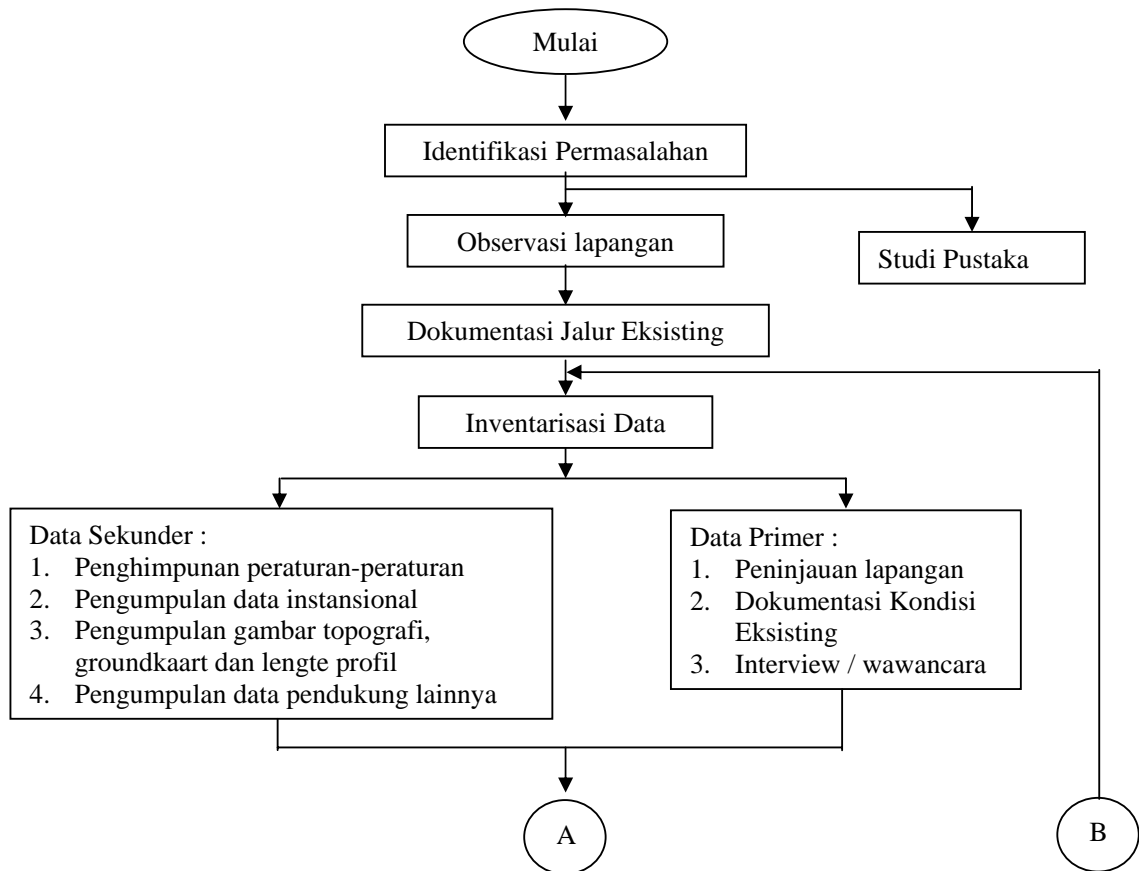 Mulai
Identifikasi Permasalahan
Observasi lapangan
Studi Pustaka
Dokumentasi Jalur Eksisting
Inventarisasi Data
Data Sekunder :
1. Penghimpunan peraturan-peraturan
2. Pengumpulan data instansional
3. Pengumpulan gambar topografi,
groundkaart dan lengte profil
4. Pengumpulan data pendukung lainnya
Data Primer :
1. Peninjauan lapangan
2. Dokumentasi Kondisi
Eksisting
3. Interview / wawancara
A
B